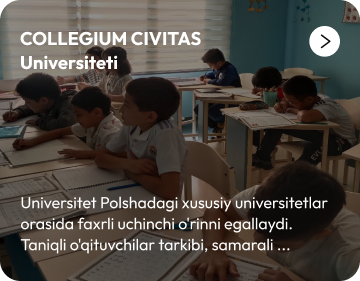 COLLEGIUM CIVITAS
Universiteti
Universitet Polshadagi xususiy universitetlar
orasida faxrli uchinchi o'rinni egallaydi.
Taniqli o'qituvchilar tarkibi, samarali ...